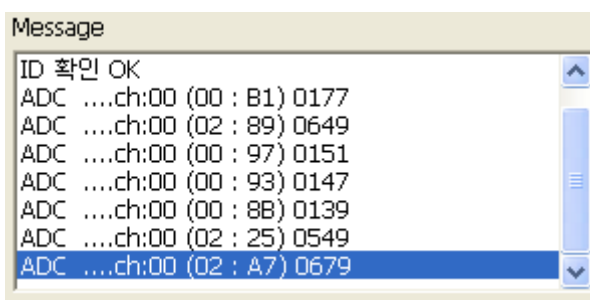 Message
ID 확인 OK
ADC ....ch:00 (00 : B1) 0177
ADC ....ch:00 (02 : 89) 0649
ADC ....ch:00 (00 : 97) 0151
ADC ....ch:00 (00 : 93) 0147
ADC ....ch:00 (00 : 8B) 0139
ADC ....ch:00 (02 : 25) 0549
ADC ....ch:00 (02 : A7) 0679